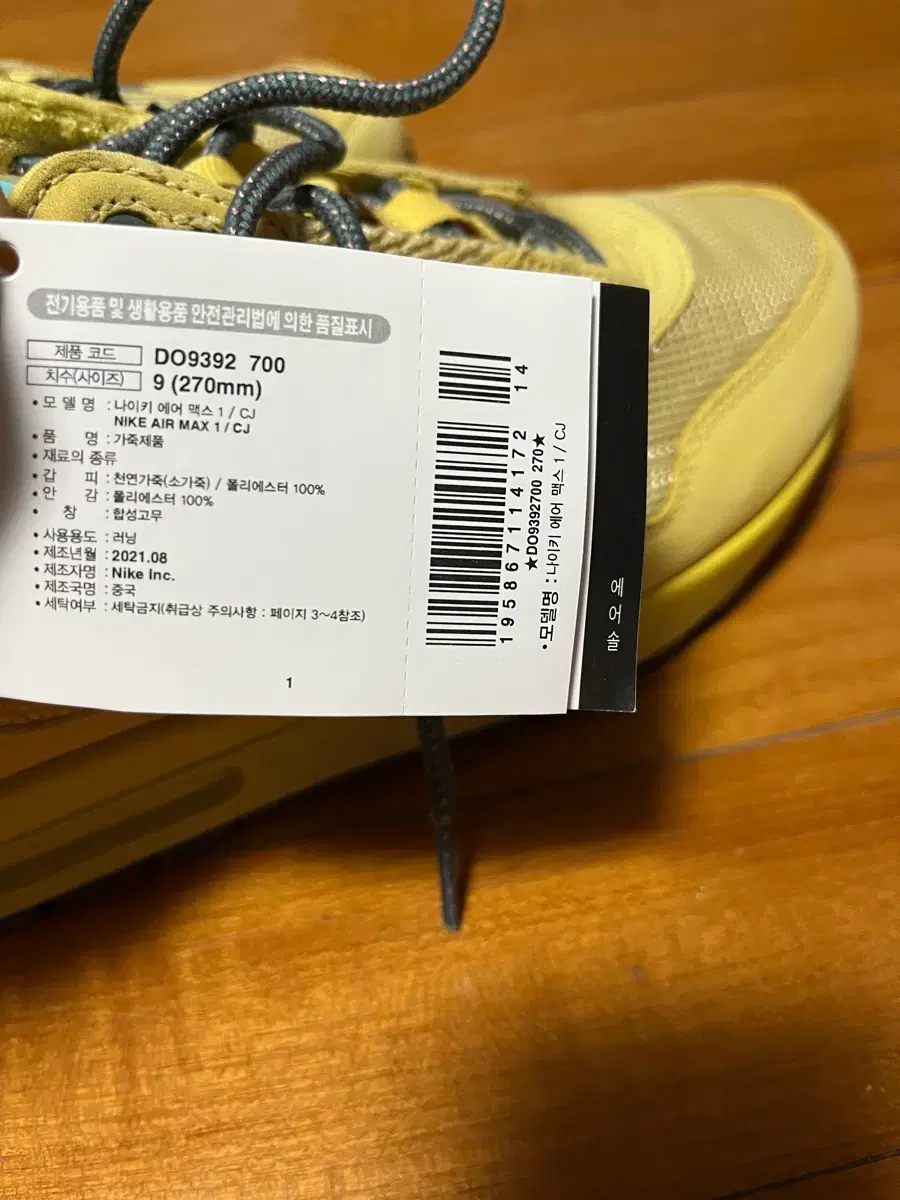 전기용품 및 생활용품 안전관리법에 의한 품질표시
제품 코드 DO9392 700
치수(사이즈) 9 (270mm)
• 모 델 명 : 나이키 에어 맥스 1 / CJ
NIKE AIR MAX 1 / CJ
• 품 명 : 가죽제품
• 재료의 종류
• 갑 피 : 천연가죽(소가죽) / 폴리에스터 100%
• 안 감 : 폴리에스터 100%
• 창 : 합성고무
• 사용용도 : 러닝
• 제조년월 : 2021.08
• 제조자명 : Nike Inc.
• 제조국명 : 중국
• 세탁여부 : 세탁금지(취급상 주의사항 : 페이지 3~4참조)
1
195867114172 14
★DO9392700 270★
• 모델명 : 나이키 에어 맥스 1 / CJ
에어솔